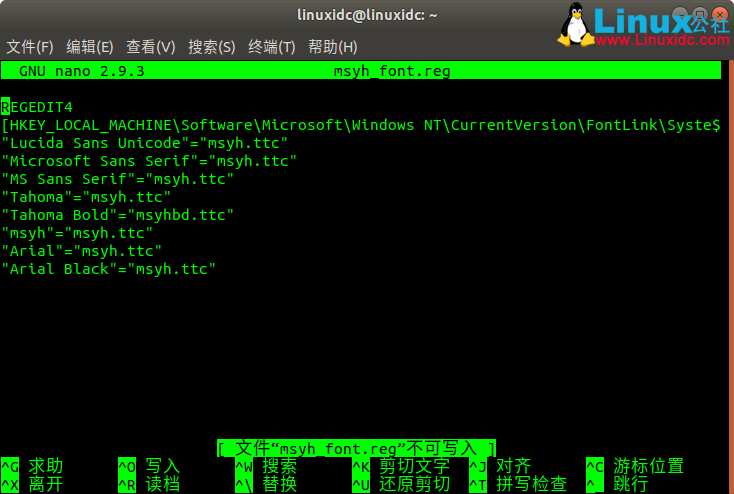 linuxidc@linuxidc: ~
Linux公社
www.Linuxidc.com
文件(F) 编辑(E) 查看(V) 搜索(S) 终端(T) 帮助(H)
GNU nano 2.9.3 msyh_font.reg
REGEDIT4
[HKEY_LOCAL_MACHINE\Software\Microsoft\Windows NT\CurrentVersion\FontLink\Syste$
"Lucida Sans Unicode"="msyh.ttc"
"Microsoft Sans Serif"="msyh.ttc"
"MS Sans Serif"="msyh.ttc"
"Tahoma"="msyh.ttc"
"Tahoma Bold"="msyhbd.ttc"
"msyh"="msyh.ttc"
"Arial"="msyh.ttc"
"Arial Black"="msyh.ttc"
[ 文件“msyh_font.reg”不可写入 ]
^G 求助 ^O 写入 ^W 搜索 ^K 剪切文字 ^J 对齐 ^C 游标位置
^X 离开 ^R 读档 ^\ 替换 ^U 还原剪切 ^T 拼写检查 ^_ 跳行